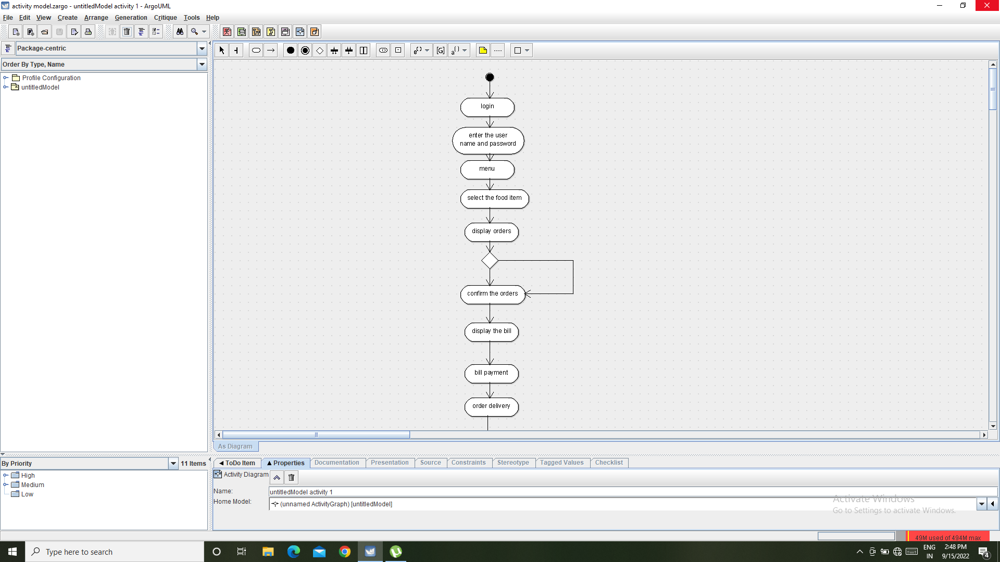 activity model.zargo - untitledModel activity 1 - ArgoUML
File Edit View Create Arrange Generation Critique Tools Help
Package-centric
Order By Type, Name
Profile Configuration
untitledModel
login
enter the user
name and password
menu
select the food item
display orders
confirm the orders
display the bill
bill payment
order delivery
As Diagram
By Priority
11 Items
High
Medium
Low
ToDo Item Properties Documentation Presentation Source Constraints Stereotype Tagged Values Checklist
Activity Diagram
Name: untitledModel activity 1
Home Model: (unnamed ActivityGraph) [untitledModel]
Activate Windows
Go to Settings to activate Windows.
49M used of 494M max
Type here to search
ENG
IN
2:48 PM
9/15/2022
4